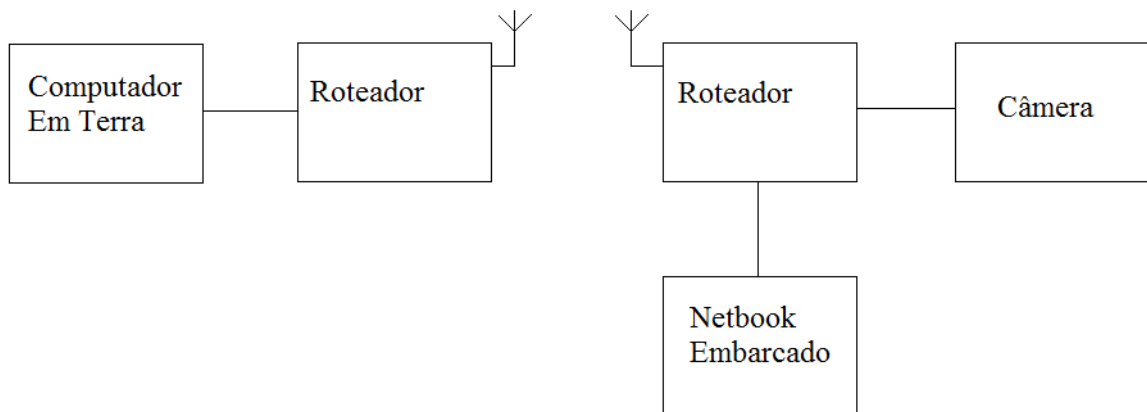 Computador
Em Terra
Roteador
Roteador
Câmera
Netbook
Embarcado